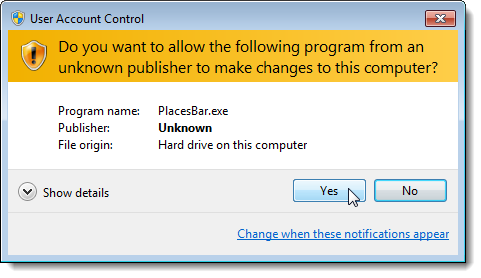 User Account Control
Do you want to allow the following program from an
unknown publisher to make changes to this computer?
Program name: PlacesBar.exe
Publisher: Unknown
File origin: Hard drive on this computer
Show details Yes No
Change when these notifications appear